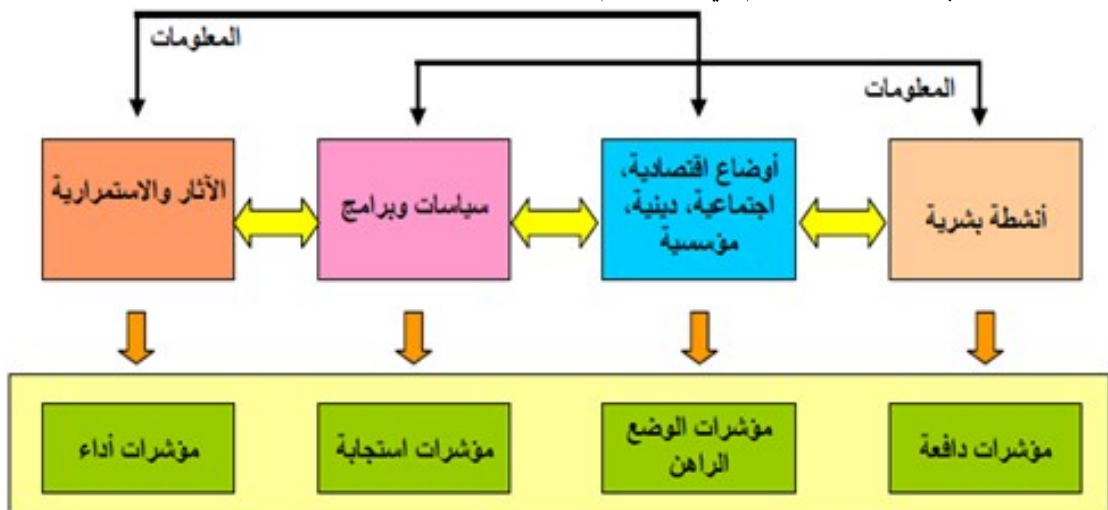 المعلومات
المعلومات
أنشطة بشرية
أوضاع اقتصادية،
اجتماعية، دينية،
مؤسسية
سياسات وبرامج
الآثار والاستمرارية
مؤشرات دافعة
مؤشرات الوضع
الراهن
مؤشرات استجابة
مؤشرات أداء